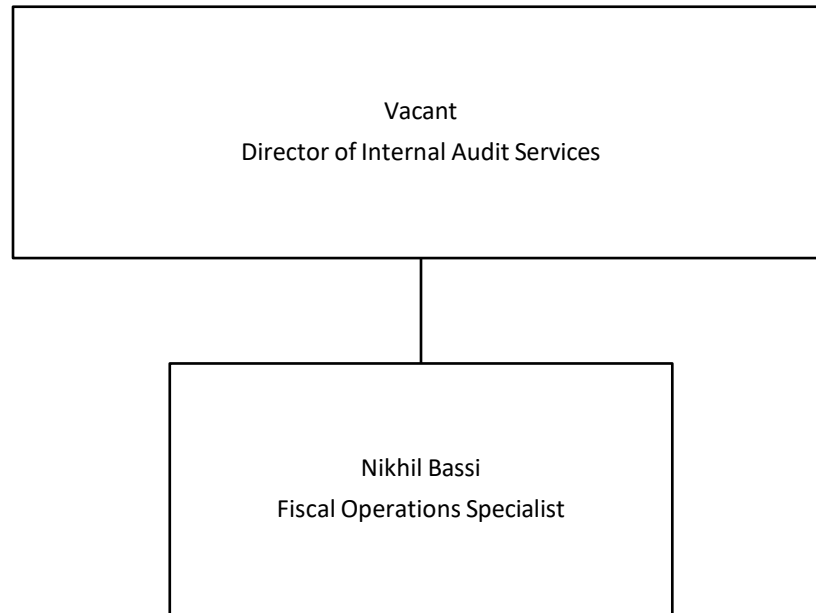 Vacant
Director of Internal Audit Services
Nikhil Bassi
Fiscal Operations Specialist